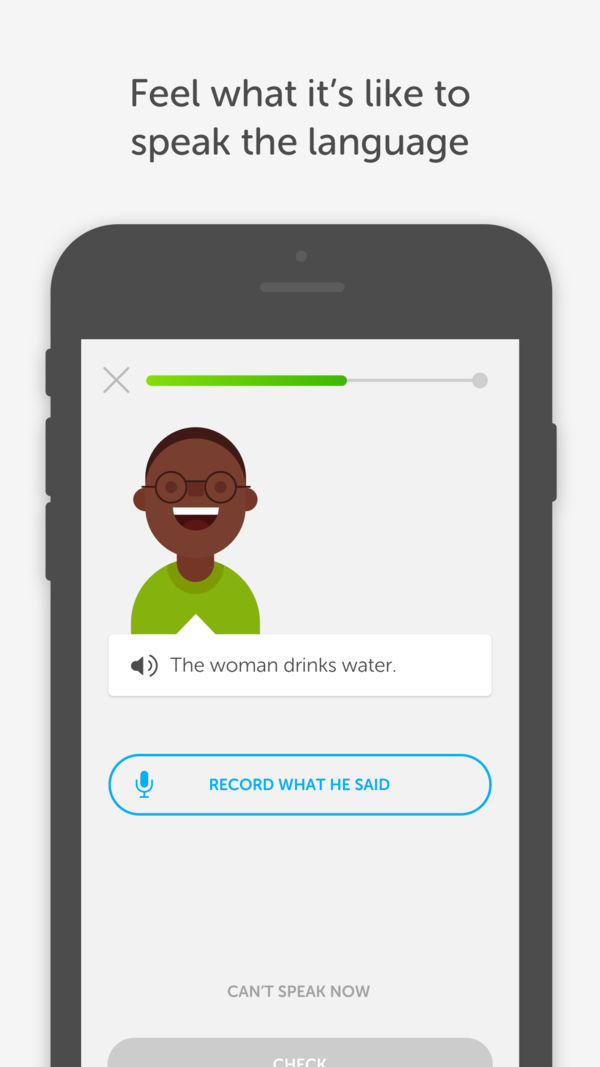 Feel what it’s like to
speak the language
The woman drinks water.
RECORD WHAT HE SAID
CAN’T SPEAK NOW
CHECK